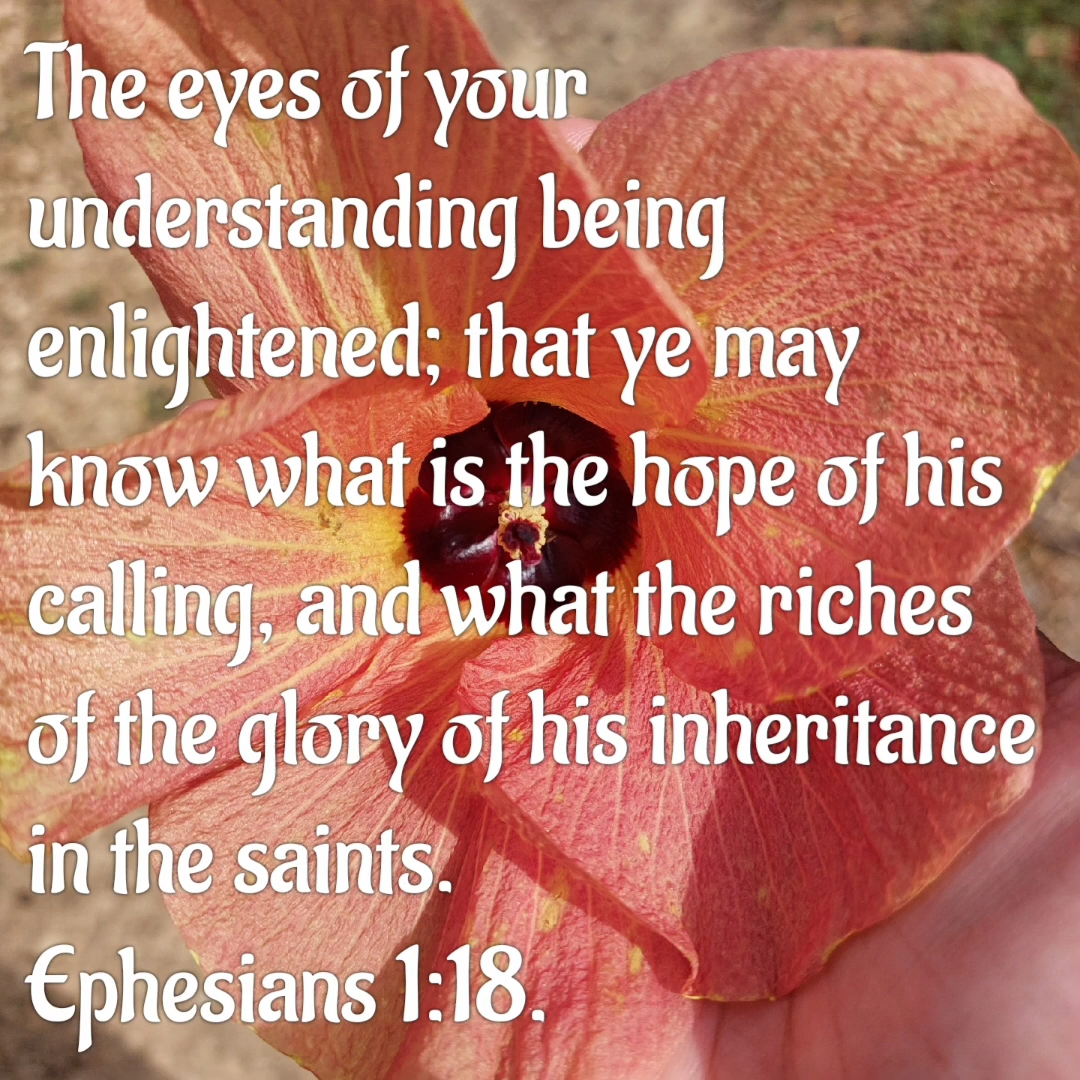 The eyes of your
understanding being
enlightened; that ye may
know what is the hope of his
calling, and what the riches
of the glory of his inheritance
in the saints.
Ephesians 1:18.